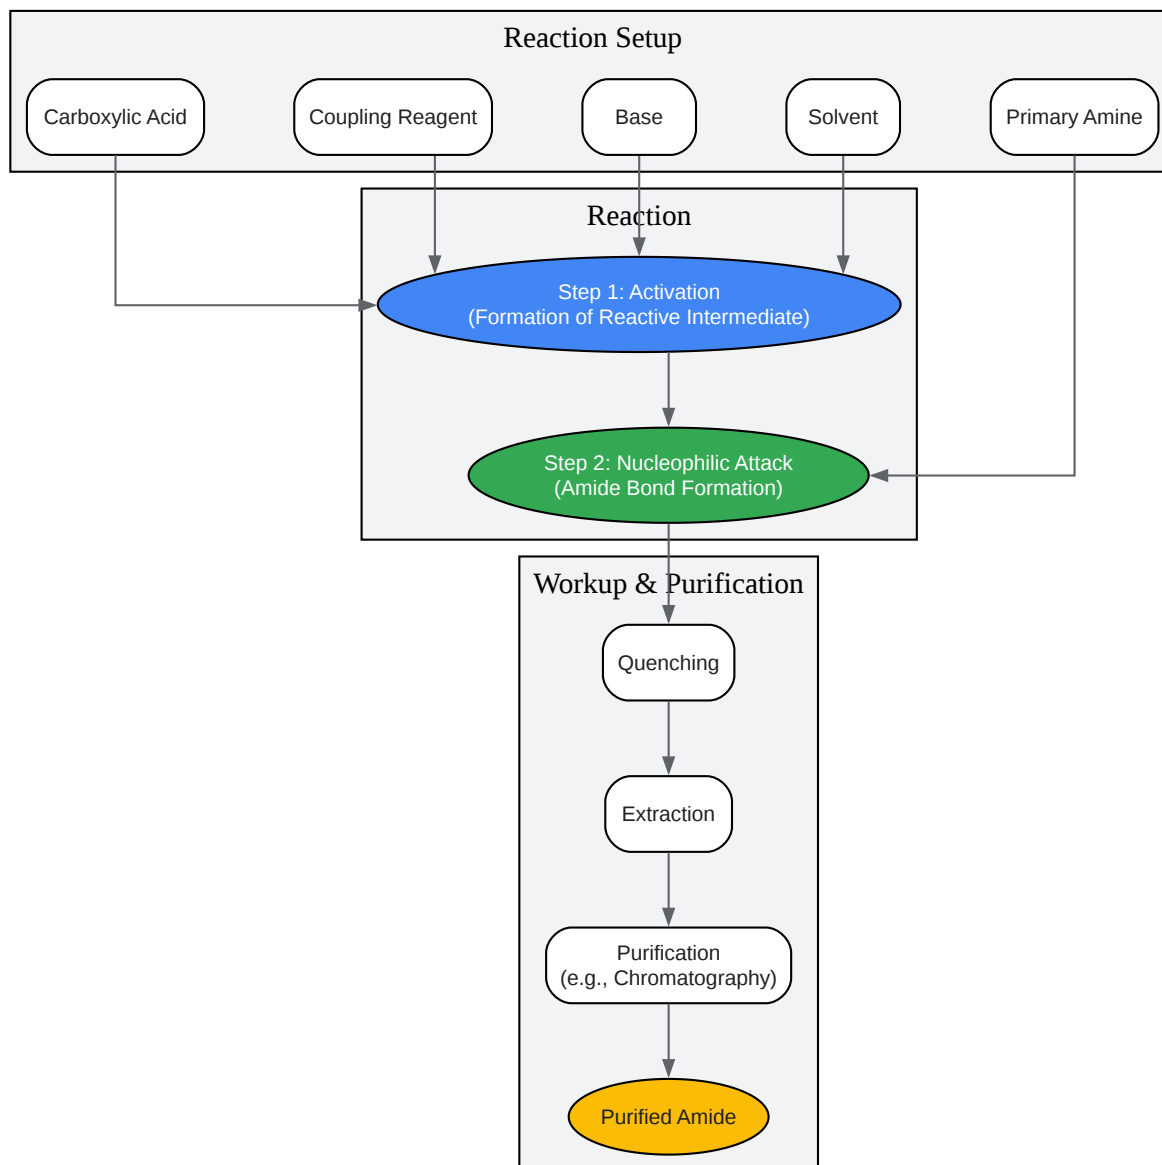 Reaction Setup
Carboxylic Acid
Coupling Reagent
Base
Solvent
Primary Amine
Reaction
Step 1: Activation
(Formation of Reactive Intermediate)
Step 2: Nucleophilic Attack
(Amide Bond Formation)
Workup & Purification
Quenching
Extraction
Purification
(e.g., Chromatography)
Purified Amide